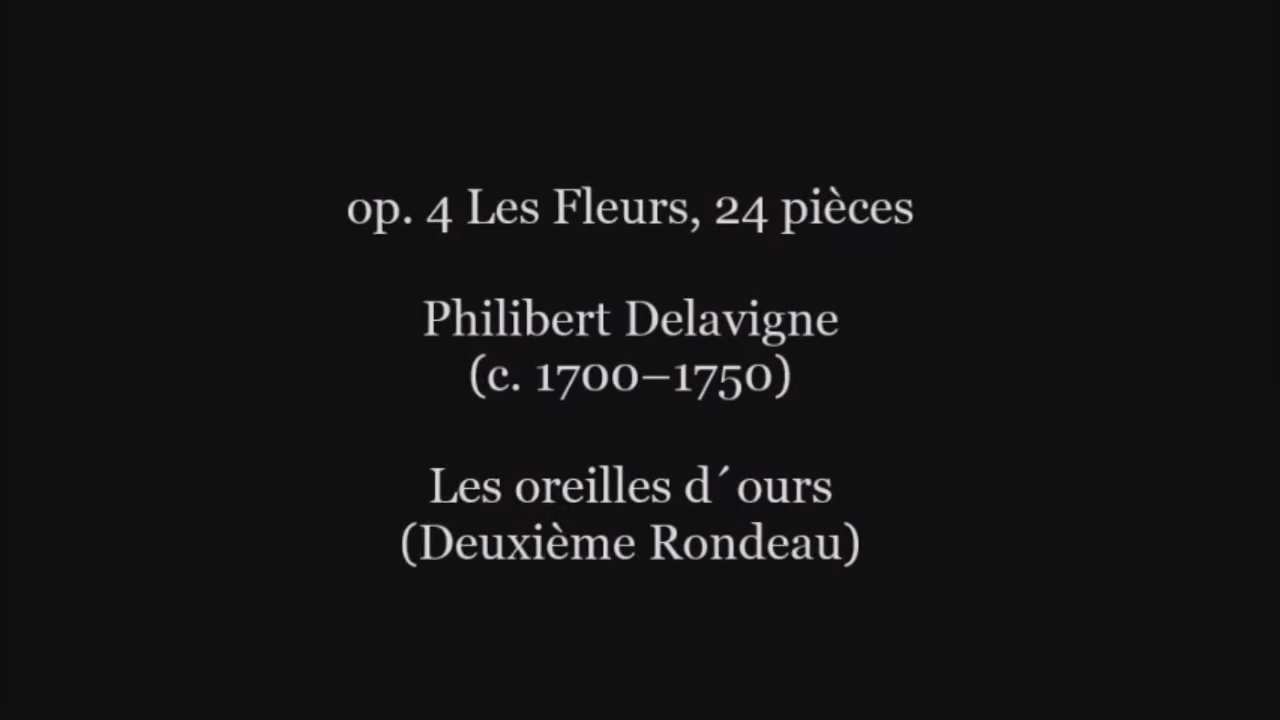 op. 4 Les Fleurs, 24 pièces
Philibert Delavigne
(c. 1700–1750)
Les oreilles d´ours
(Deuxième Rondeau)